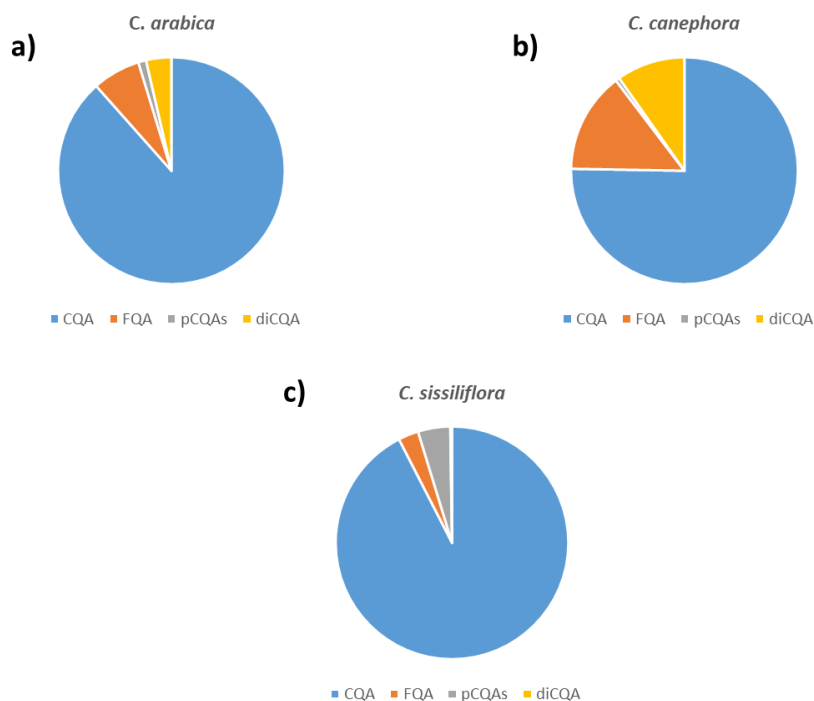 C. arabica
a)
CQA FQA pCQAs diCQA
C. canephora
b)
CQA FQA pCQAs diCQA
c)
C. sissiliflora
CQA FQA pCQAs diCQA